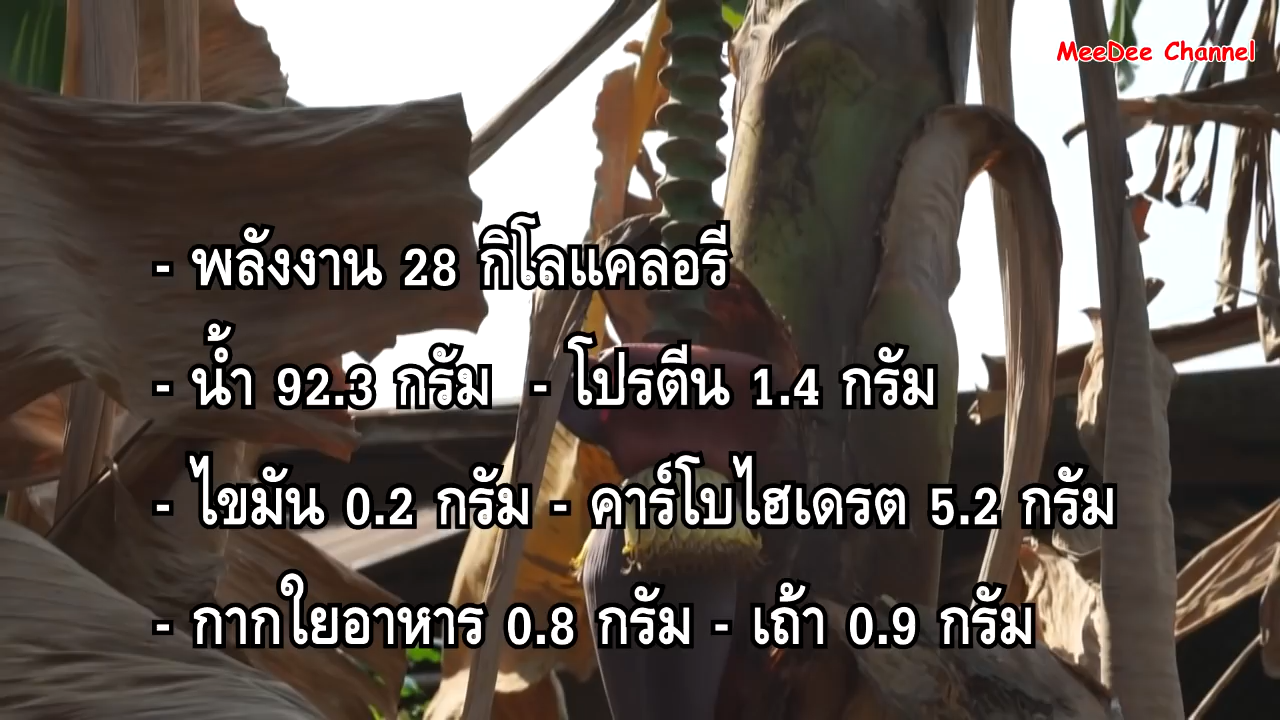 MeeDee Channel
- พลังงาน 28 กิโลแคลอรี
- น้ำ 92.3 กรัม - โปรตีน 1.4 กรัม
- ไขมัน 0.2 กรัม - คาร์โบไฮเดรต 5.2 กรัม
- กากใยอาหาร 0.8 กรัม - เถ้า 0.9 กรัม